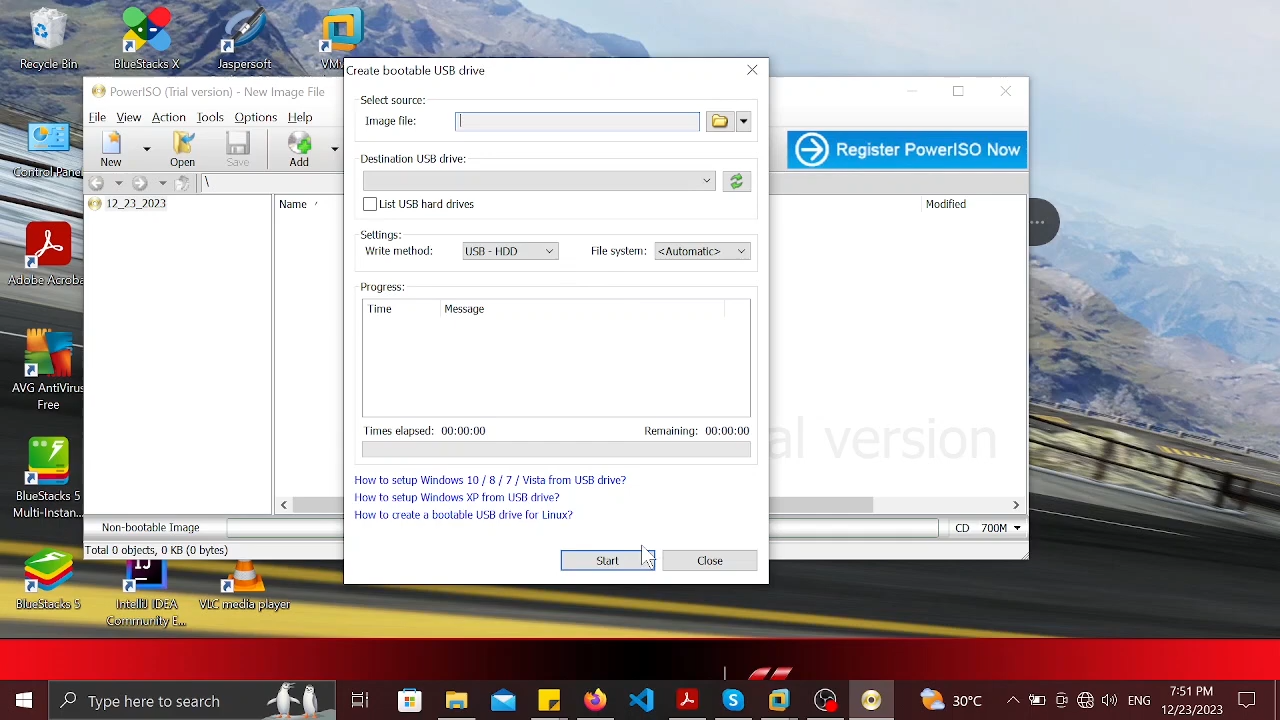 Recycle Bin
BlueStacks X
Jaspersoft
VM
Control Pane
Adobe Acroba
AVG AntiVirus
Free
BlueStacks 5
Multi-Instan...
BlueStacks 5
IntelliJ IDEA
Community E...
VLC media player
PowerISO (Trial version) - New Image File
File View Action Tools Options Help
New
Open
Save
Add
Register PowerISO Now
\
12_23_2023
Name
Modified
al version
Non-bootable Image
CD 700M
Total 0 objects, 0 KB (0 bytes)
Create bootable USB drive
Select source:
Image file:
Destination USB drive:
List USB hard drives
Settings:
Write method: USB - HDD File system: <Automatic>
Progress:
Time Message
Times elapsed: 00:00:00 Remaining: 00:00:00
How to setup Windows 10 / 8 / 7 / Vista from USB drive?
How to setup Windows XP from USB drive?
How to create a bootable USB drive for Linux?
Start
Close
Type here to search
30°C
ENG
7:51 PM
12/23/2023